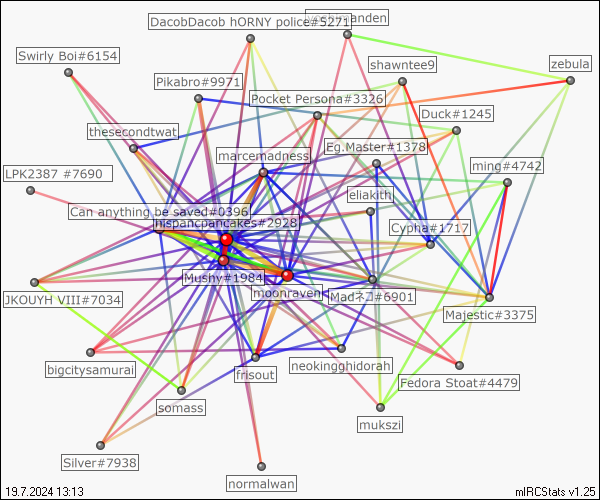 DacobDacob hORNY police#5271
Swirly Boi#6154
shawntee9
zebula
Pikabro#9971
Pocket Persona#3326
Duck#1245
thesecondtwat
Eg.Master#1378
marcemadness
ming#4742
LPK2387 #7690
eliakith
Can anything be saved#0396
hispancpancakes#2928
Cypha#1717
Mushy#1984
moonraven
Madネコ#6901
JKOUYH VIII#7034
Majestic#3375
bigcitysamurai
frisout
neokingghidorah
Fedora Stoat#4479
somass
mukszi
Silver#7938
normalwan
19.7.2024 13:13
mIRCStats v1.25